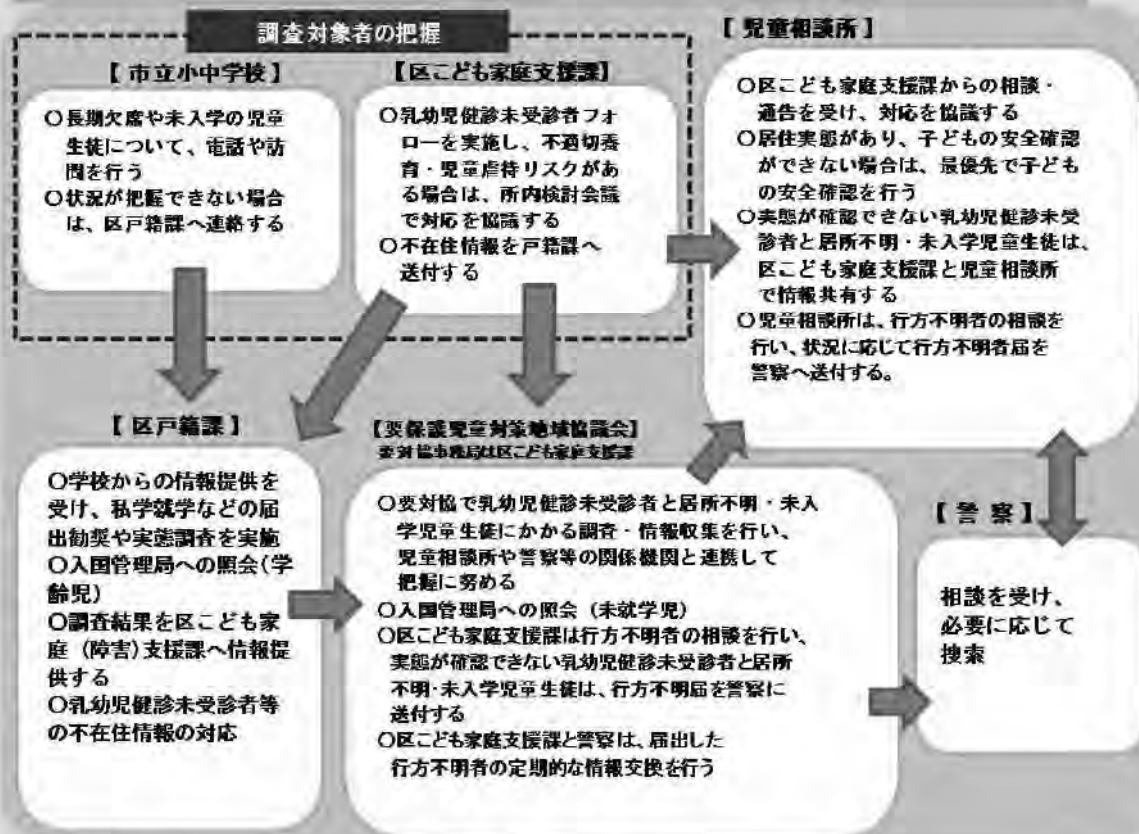 調査対象者の把握
【 市立小中学校 】
〇長期欠席や未入学の児童
生徒について、電話や訪
問を行う
〇状況が把握できない場合
は、区戸籍課へ連絡する
【区こども家庭支援課】
〇乳幼児健診未受診者フォ
ローを実施し、不適切養
育・児童虐待リスクがあ
る場合は、所内検討会議
で対応を協議する
〇不在住情報を戸籍課へ
送付する
【 児童相談所 】
〇区こども家庭支援課からの相談・
通告を受け、対応を協議する
〇居住実態があり、子どもの安全確認
ができない場合は、最優先で子ども
の安全確認を行う
〇実態が確認できない乳幼児健診未受
診者と居所不明・未入学児童生徒は、
区こども家庭支援課と児童相談所
で情報共有する
〇児童相談所は、行方不明者の相談を
行い、状況に応じて行方不明者届を
警察へ送付する。
【 区戸籍課 】
〇学校からの情報提供を
受け、私学就学などの届
出勧奨や実態調査を実施
〇入国管理局への照会(学
齢児)
〇調査結果を区こども家
庭（障害)支援課へ情報提
供する
〇乳幼児健診未受診者等
の不在住情報の対応
【要保護児童対策地域協議会】
要対協事務局は区こども家庭支援課
〇要対協で乳幼児健診未受診者と居所不明・未入
学児童生徒にかかる調査・情報収集を行い、
児童相談所や警察等の関係機関と連携して
把握に努める
〇入国管理局への照会（未就学児）
〇区こども家庭支援課は行方不明者の相談を行い、
実態が確認できない乳幼児健診未受診者と居所
不明・未入学児童生徒は、行方不明届を警察に
送付する
〇区こども家庭支援課と警察は、届出した
行方不明者の定期的な情報交換を行う
【 警 察 】
相談を受け、
必要に応じて
捜索